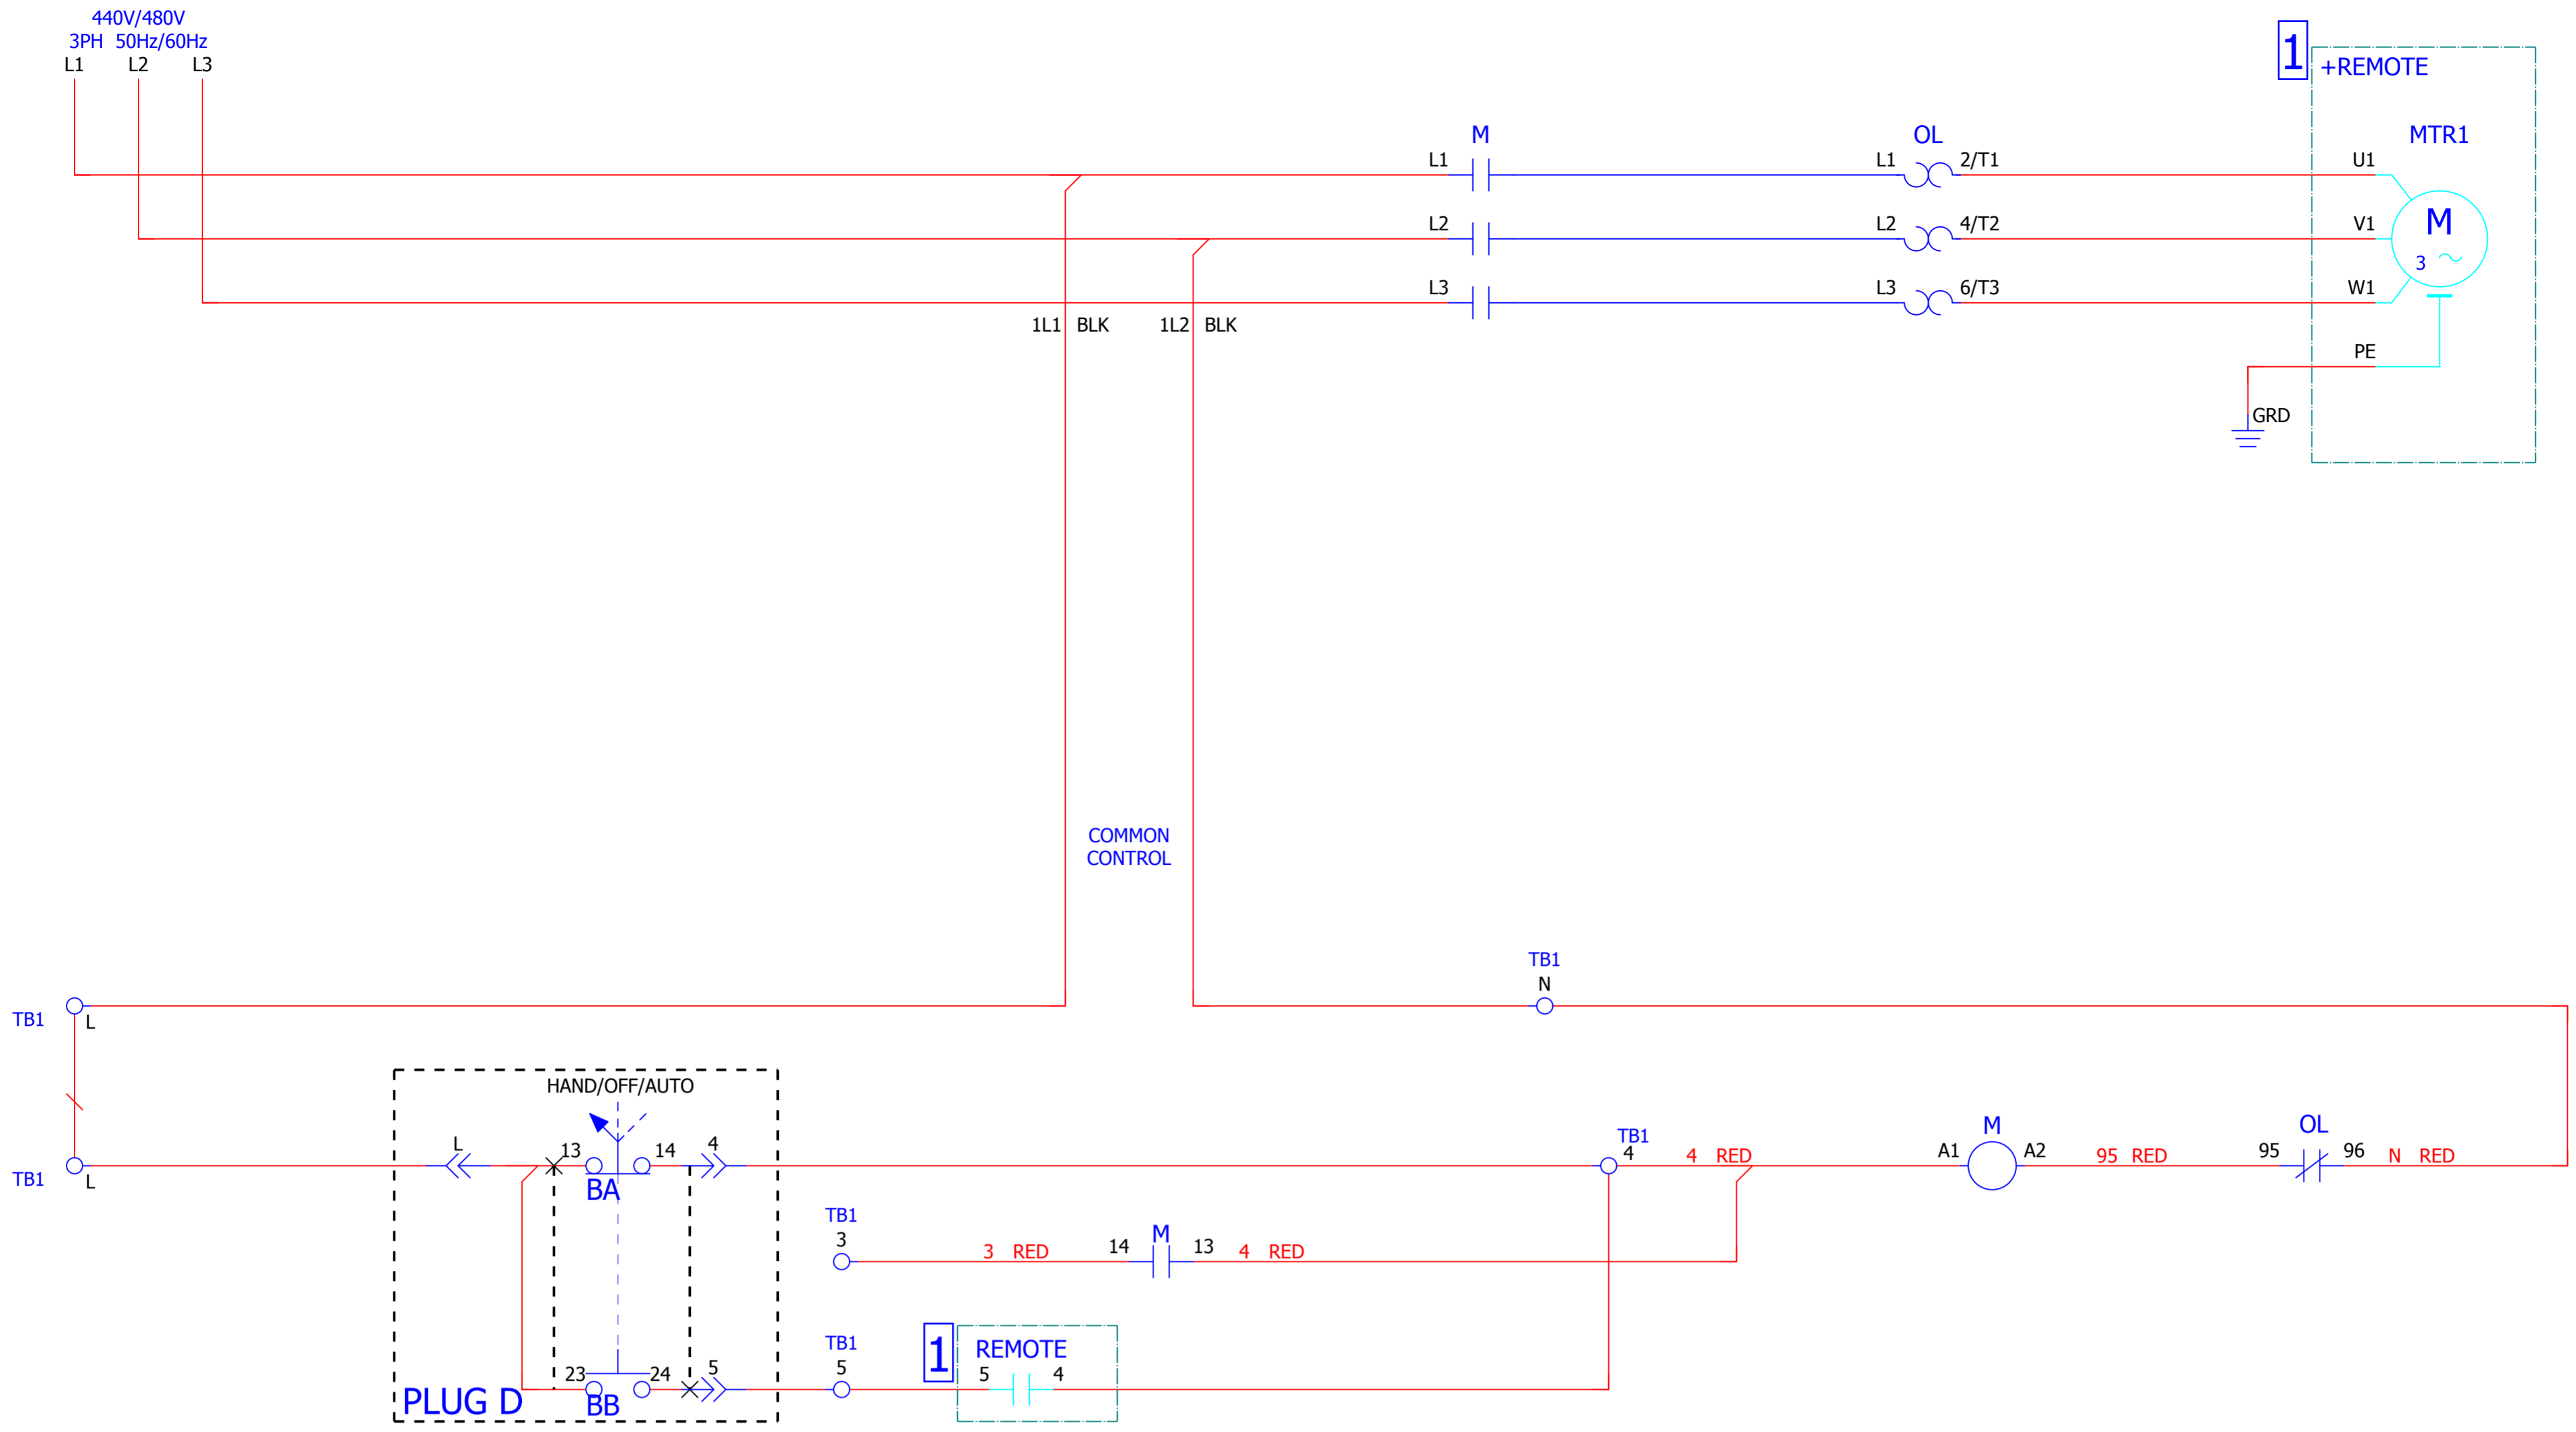 440V/480V
3PH 50Hz/60Hz
L1 L2 L3
1
+REMOTE
M OL MTR1
L1 L1 2/T1 U1
L2 L2 4/T2 V1
M
3
L3 L3 6/T3 W1
1L1 BLK 1L2 BLK
PE
GRD
COMMON
CONTROL
TB1
N
TB1 L
HAND/OFF/AUTO
L 13 14 4
TB1
4
4 RED
M
A1 A2
95 RED
OL
95 96
N RED
TB1 L
BA
TB1
3
3 RED
M
14 13
4 RED
TB1
5
1
REMOTE
5 4
23 24 5
PLUG D
BB